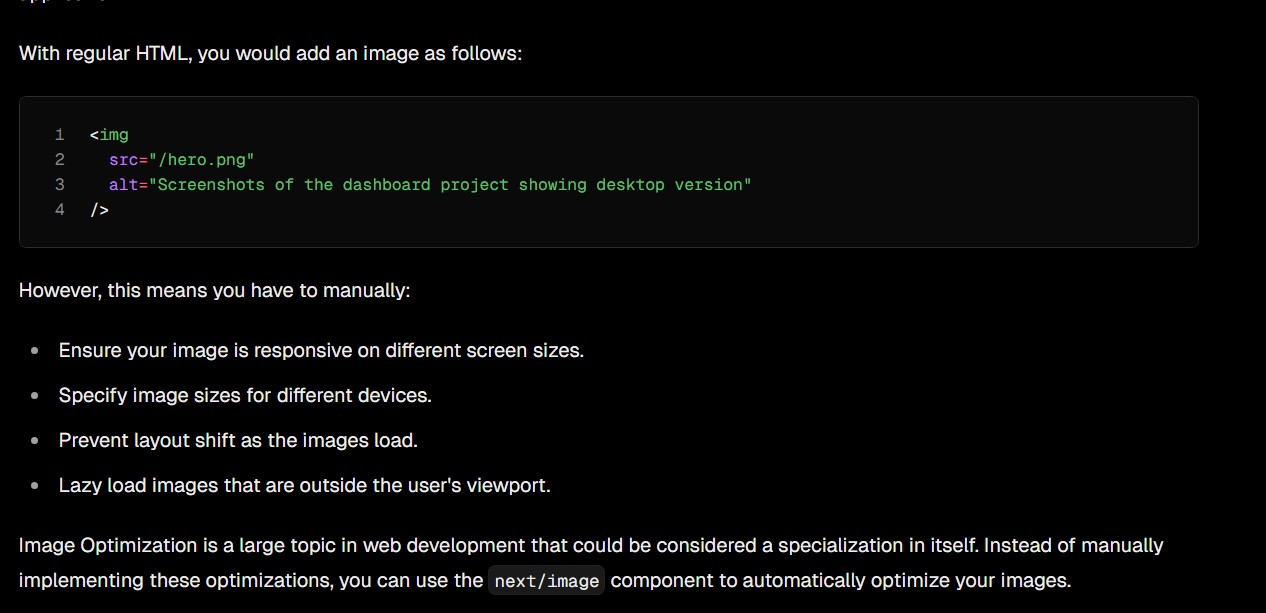 With regular HTML, you would add an image as follows:
1 <img
2 src="/hero.png"
3 alt="Screenshots of the dashboard project showing desktop version"
4 />
However, this means you have to manually:
• Ensure your image is responsive on different screen sizes.
• Specify image sizes for different devices.
• Prevent layout shift as the images load.
• Lazy load images that are outside the user's viewport.
Image Optimization is a large topic in web development that could be considered a specialization in itself. Instead of manually
implementing these optimizations, you can use the next/image component to automatically optimize your images.